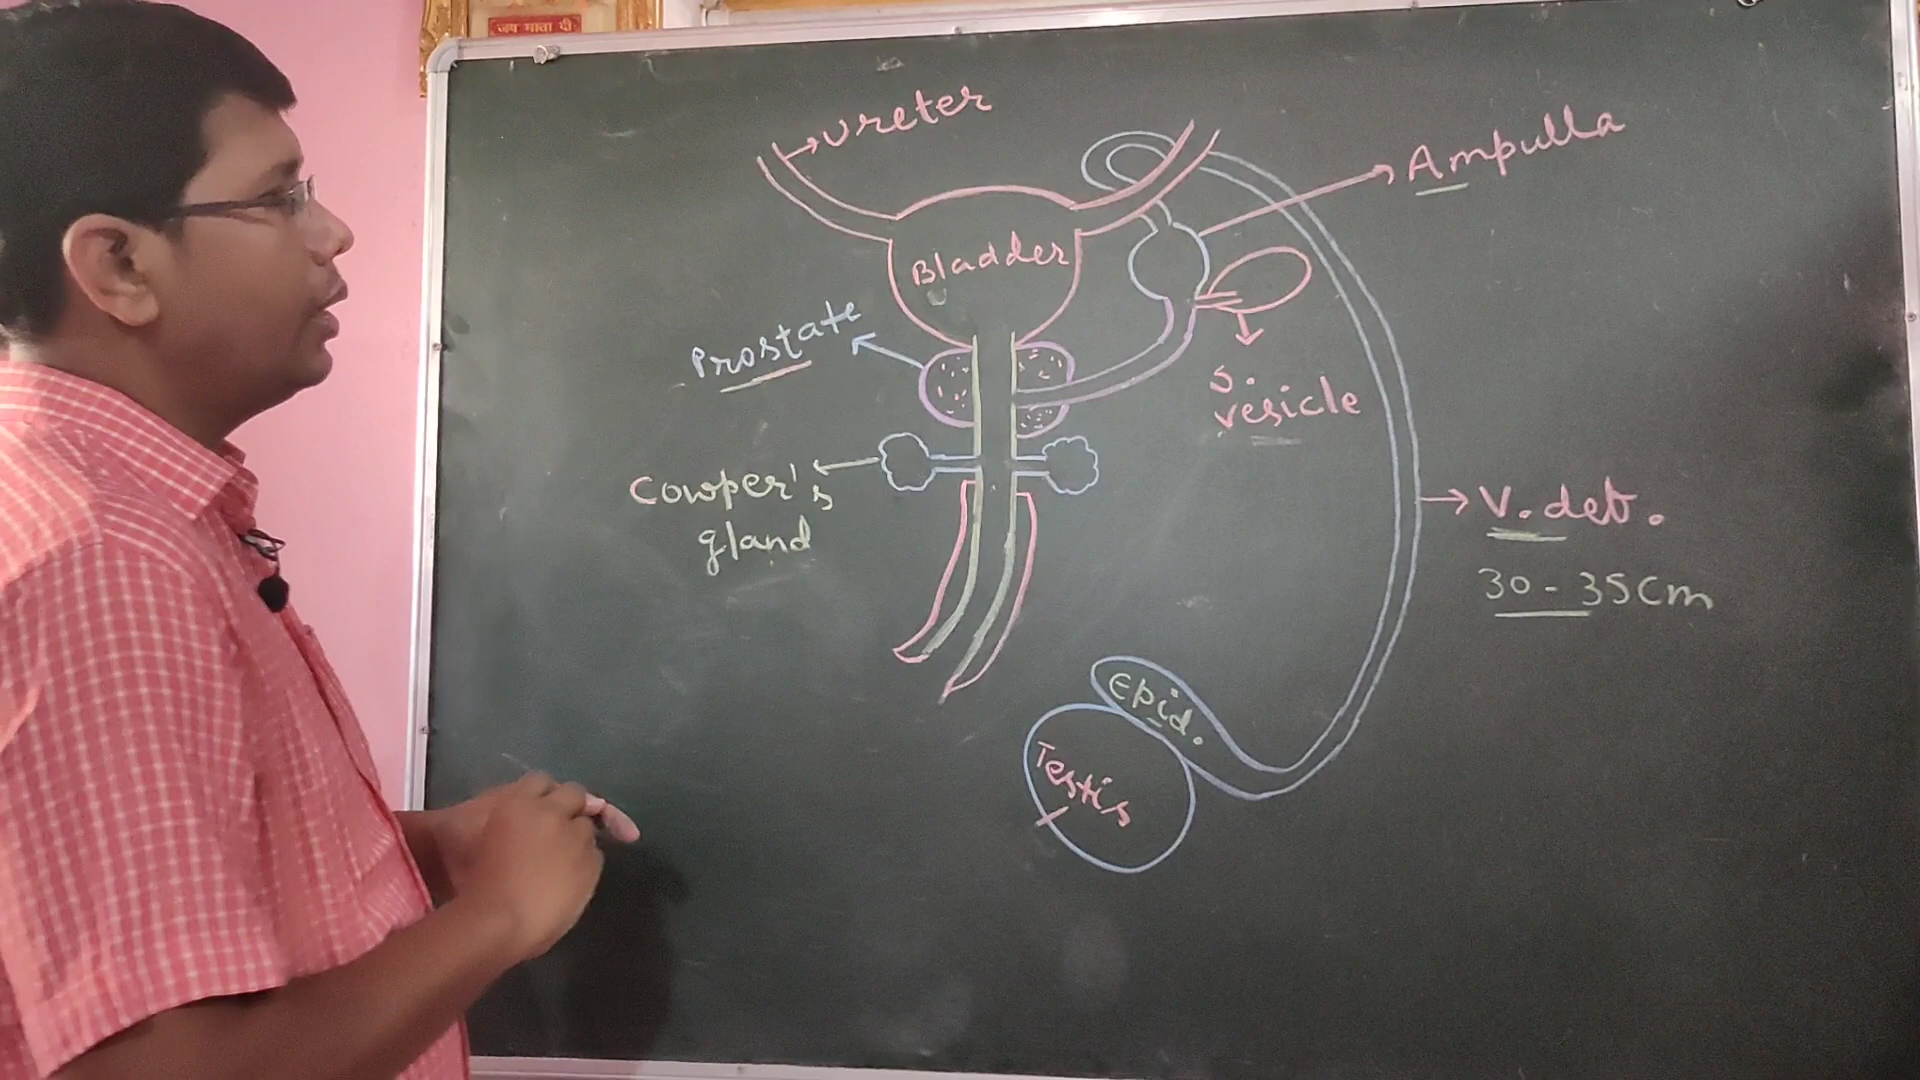 जय माता दी
Ureter
Ampulla
Bladder
Prostate
S.
vesicle
Cowper's
gland
V. def.
30 - 35cm
Epid.
Testis